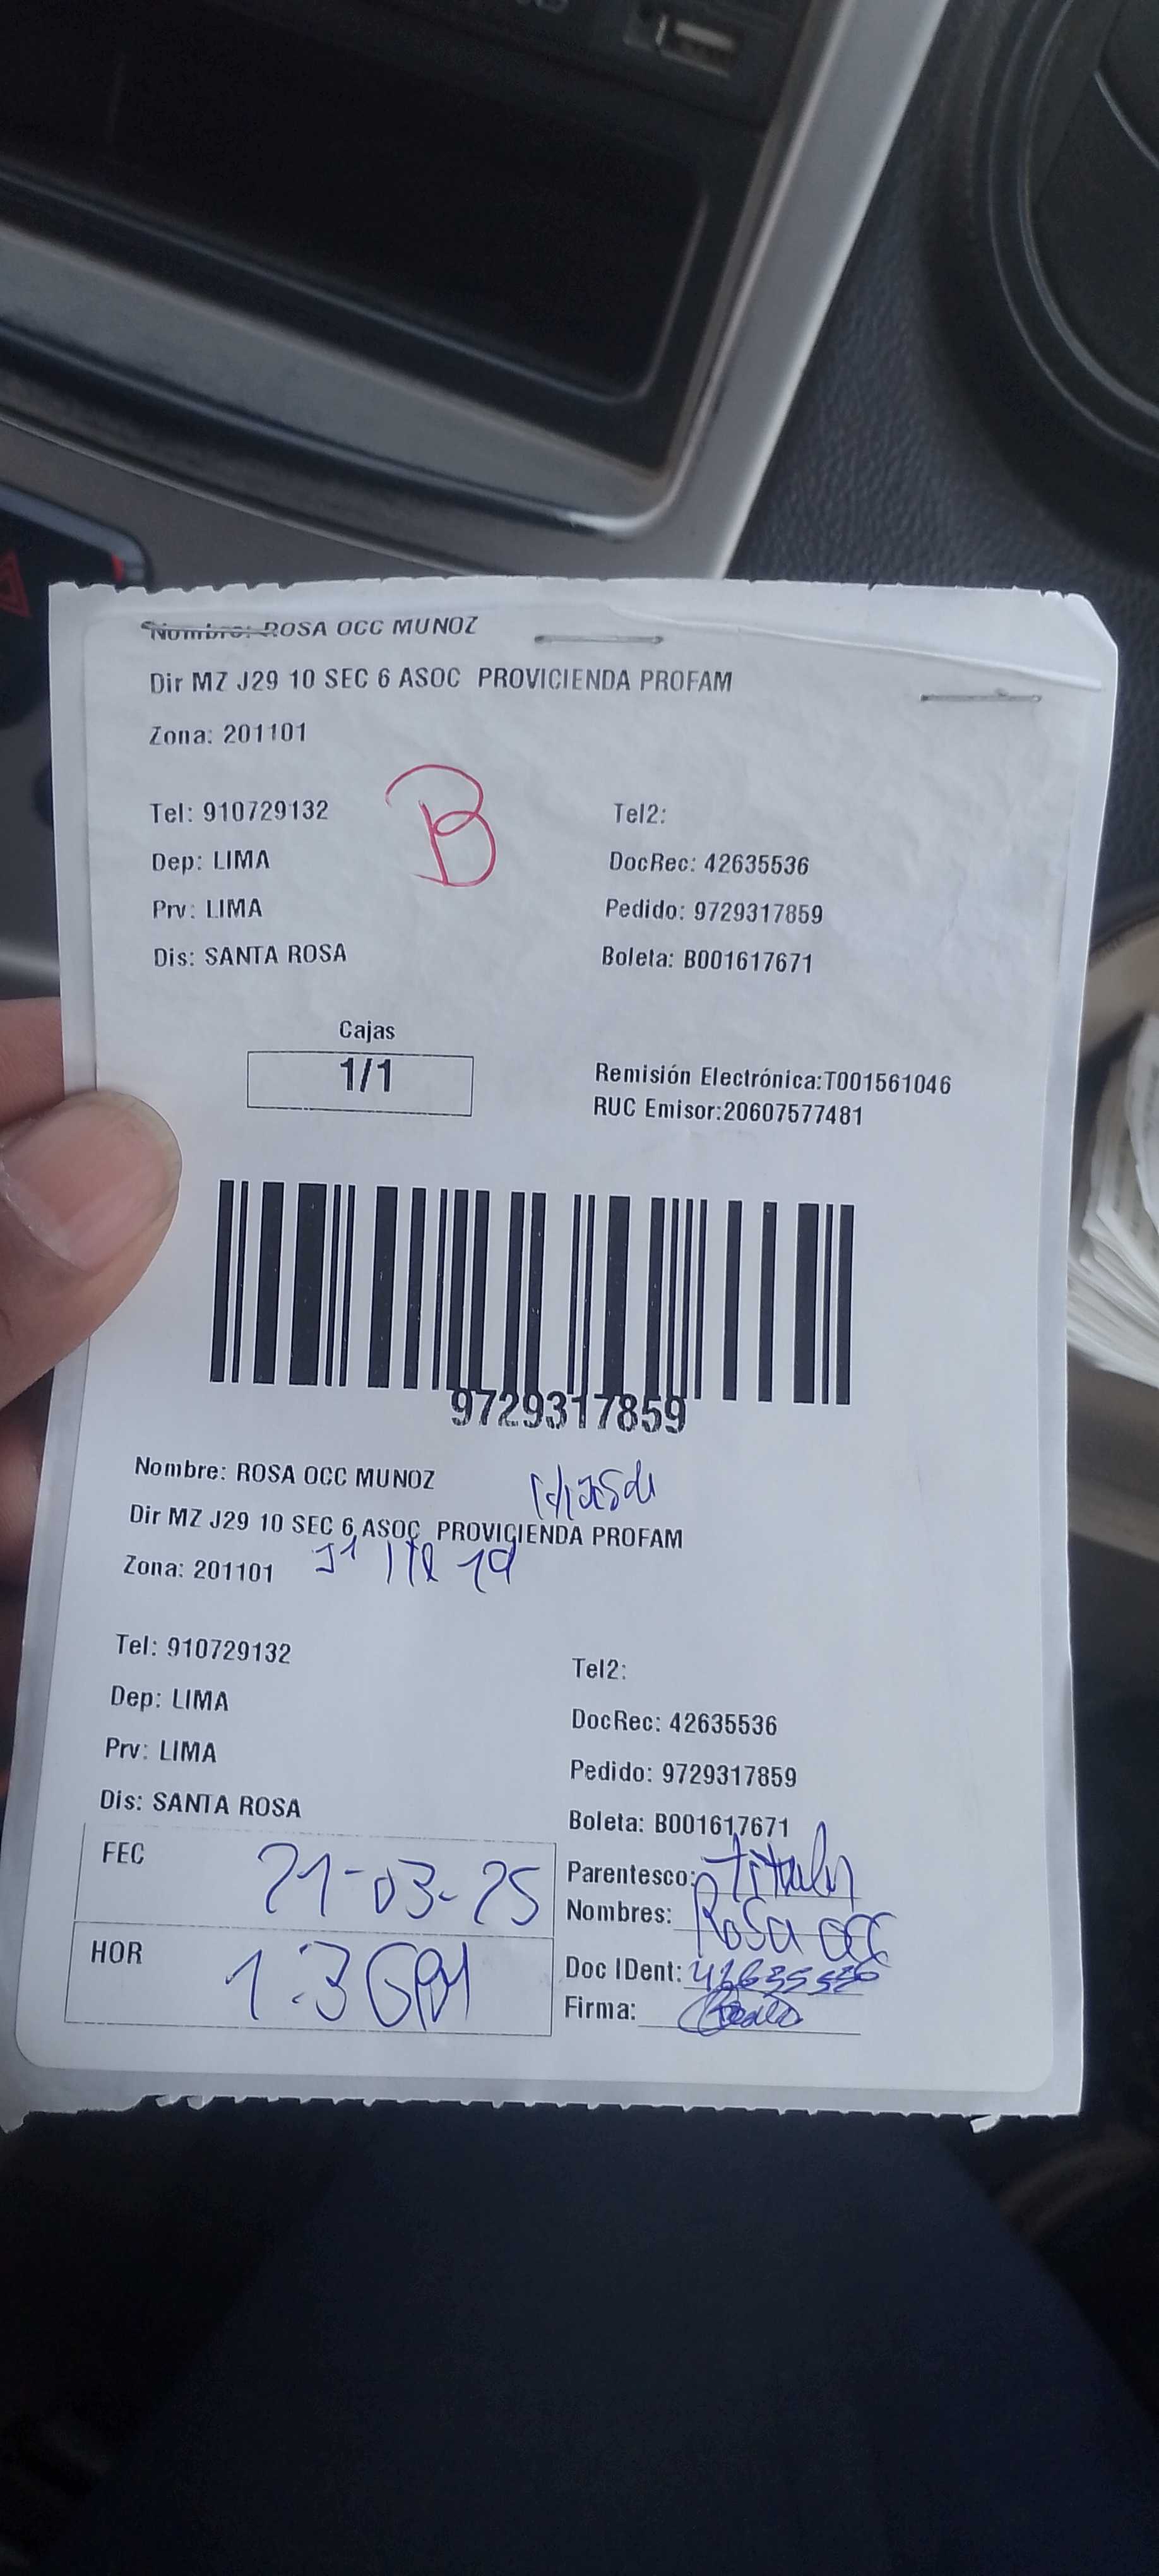 Nombre: ROSA OCC MUNOZ
Dir MZ J29 10 SEC 6 ASOC PROVICIENDA PROFAM
Zona: 201101
B
Tel: 910729132
Tel2:
Dep: LIMA
DocRec: 42635536
Prv: LIMA
Pedido: 9729317859
Dis: SANTA ROSA
Boleta: B001617671
Cajas
1/1
Remisión Electrónica:T001561046
RUC Emisor:20607577481
9729317859
Nombre: ROSA OCC MUNOZ
Dir MZ J29 10 SEC 6 ASOC PROVICIENDA PROFAM
Zona: 201101
Tel: 910729132
Tel2:
Dep: LIMA
DocRec: 42635536
Prv: LIMA
Pedido: 9729317859
Dis: SANTA ROSA
Boleta: B001617671
FEC 21-03-25
Parentesco: Titular
Nombres: Rosa occ
HOR
Doc IDent: 42635536
Firma: